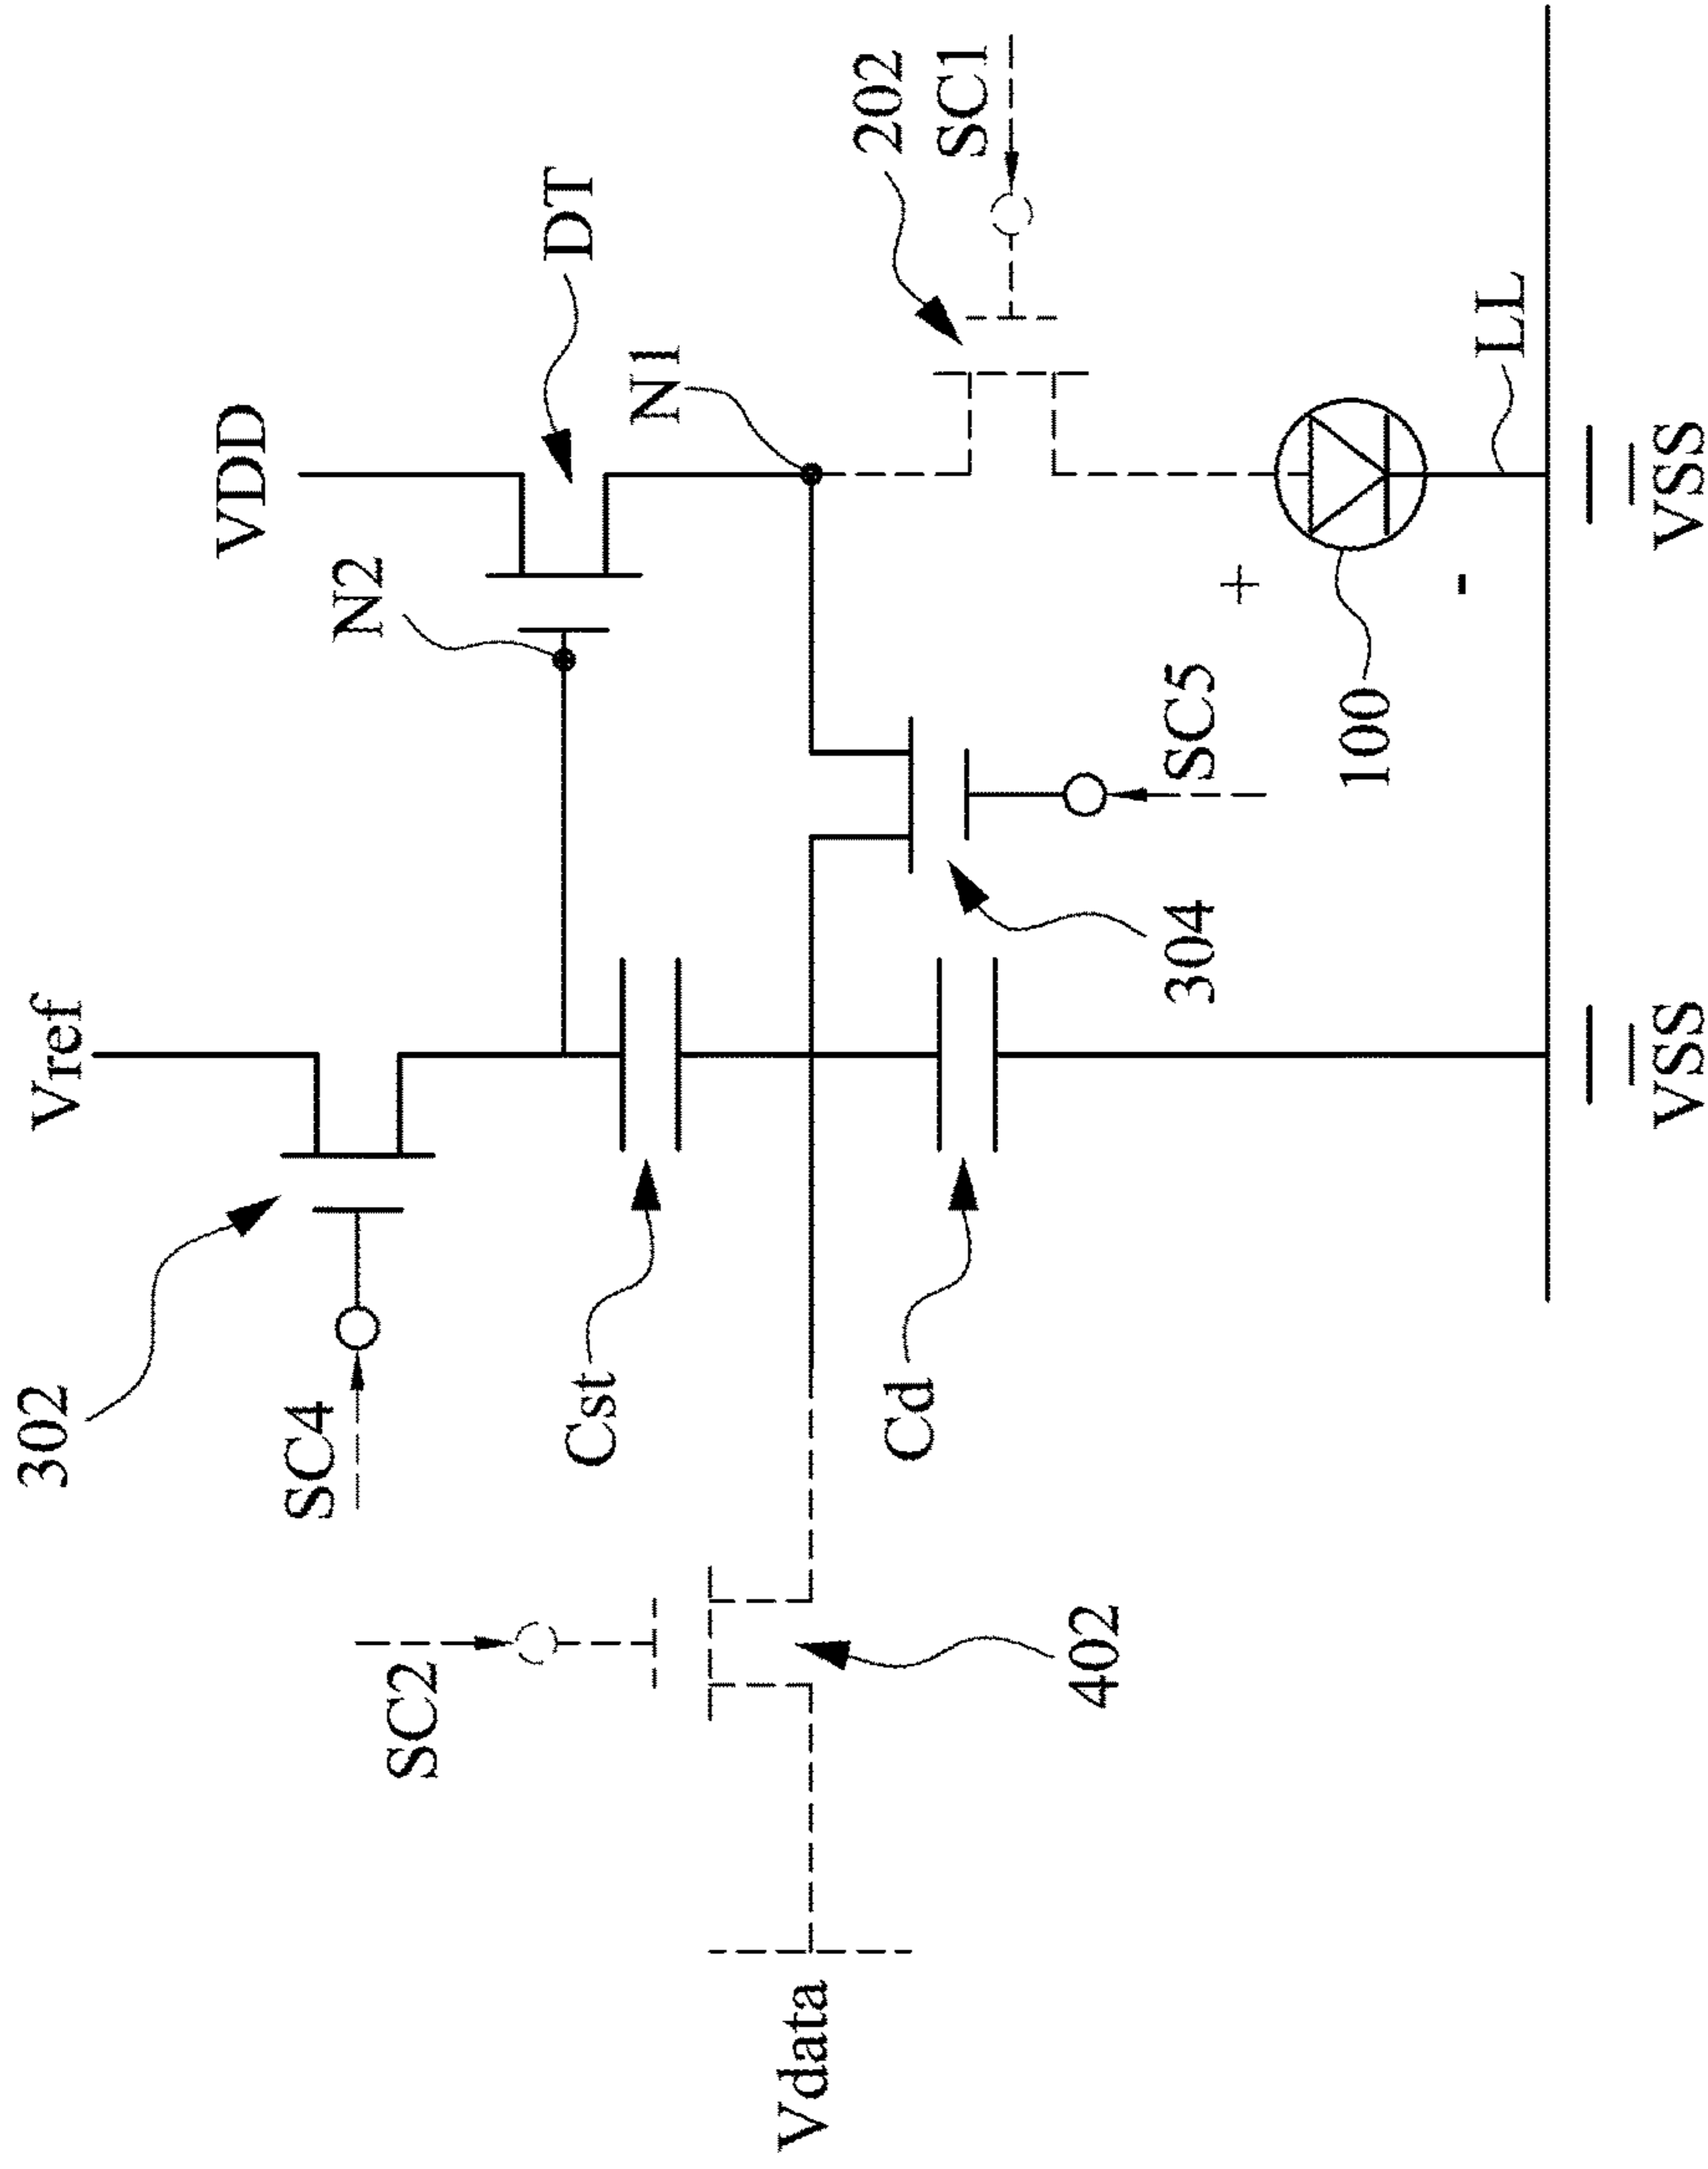 Vref
302
SC4
VDD
N2
DT
N1
202
SC1
SC2
Cst
Cd
402
304
SC5
100
+
-
LL
Vdata
VSS
VSS